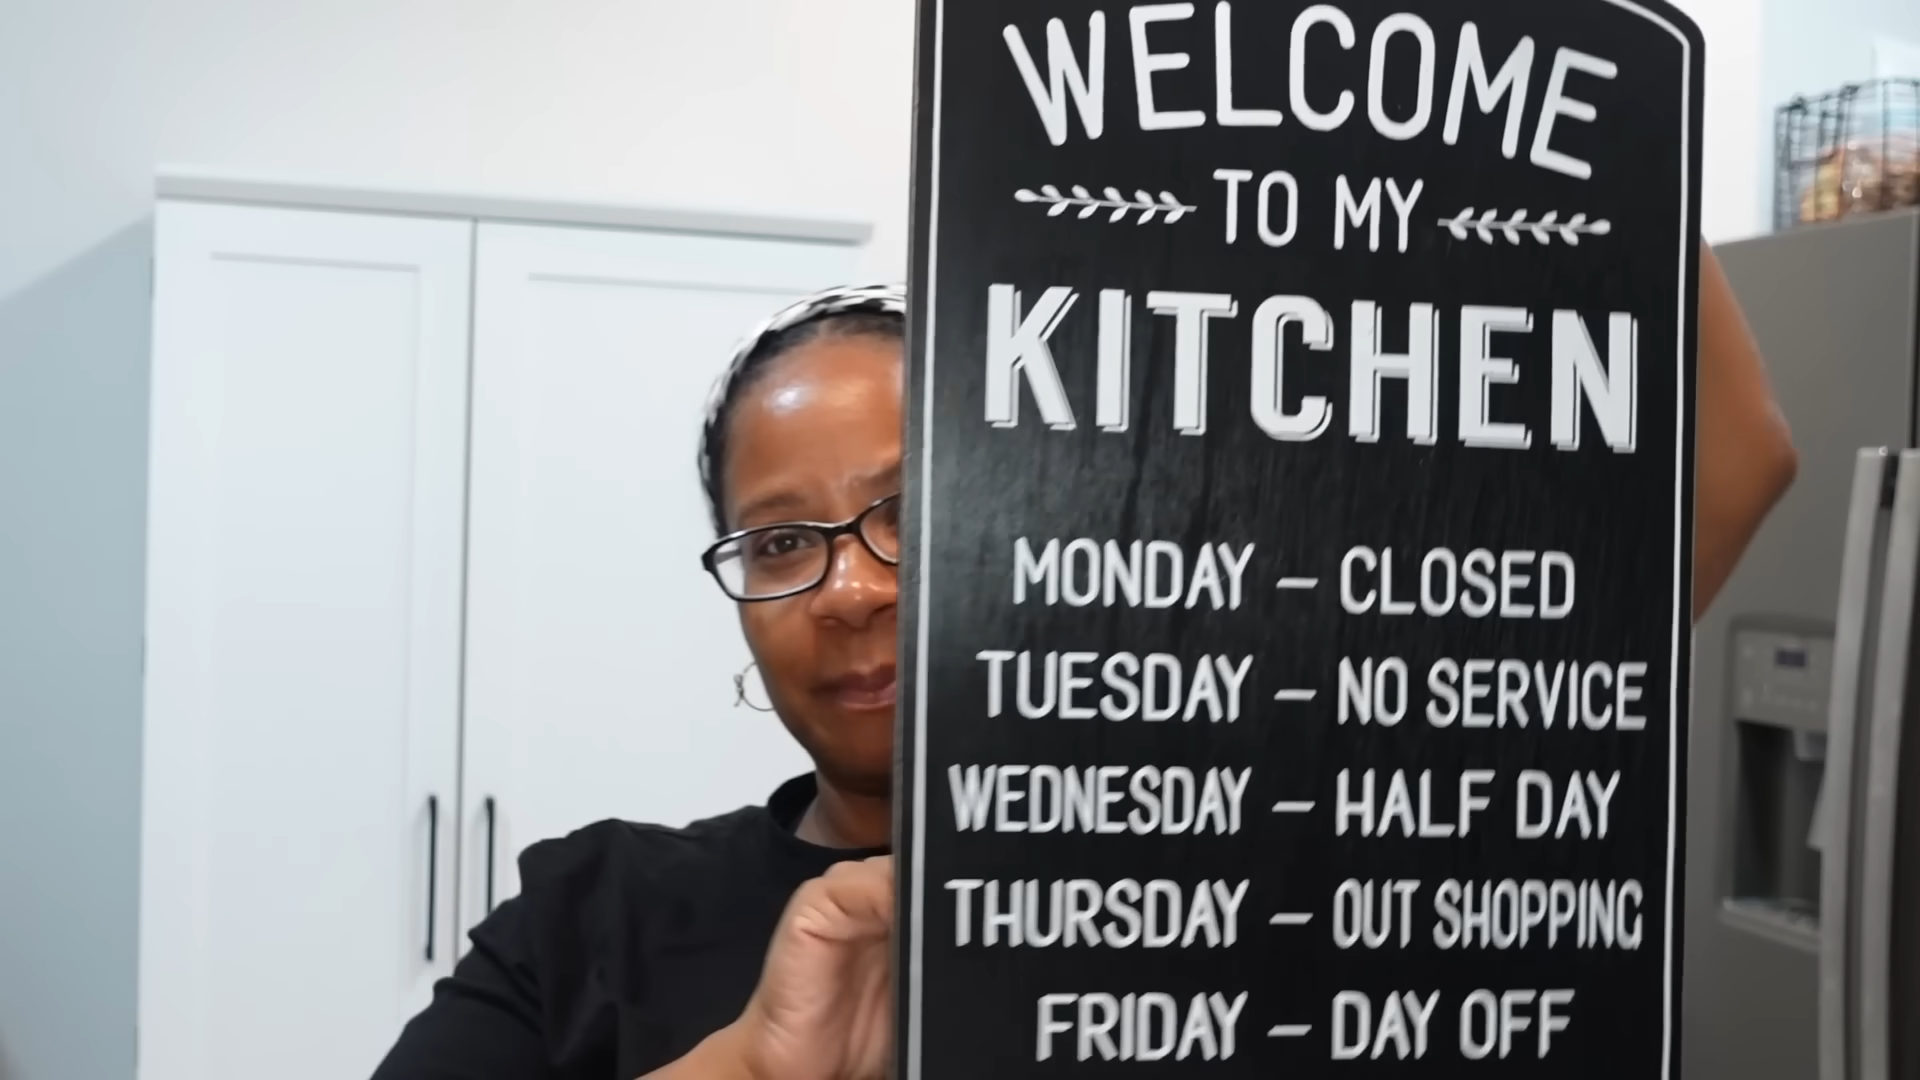 WELCOME
TO MY
KITCHEN
MONDAY – CLOSED
TUESDAY – NO SERVICE
WEDNESDAY – HALF DAY
THURSDAY – OUT SHOPPING
FRIDAY – DAY OFF